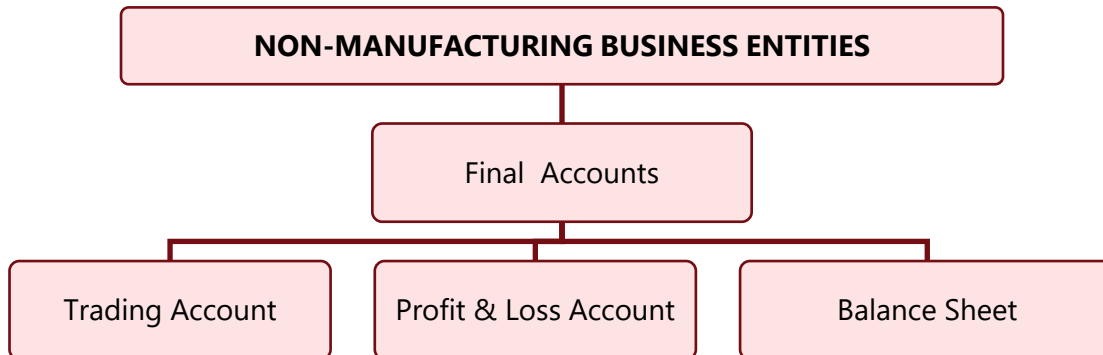 NON-MANUFACTURING BUSINESS ENTITIES
Final Accounts
Trading Account
Profit & Loss Account
Balance Sheet